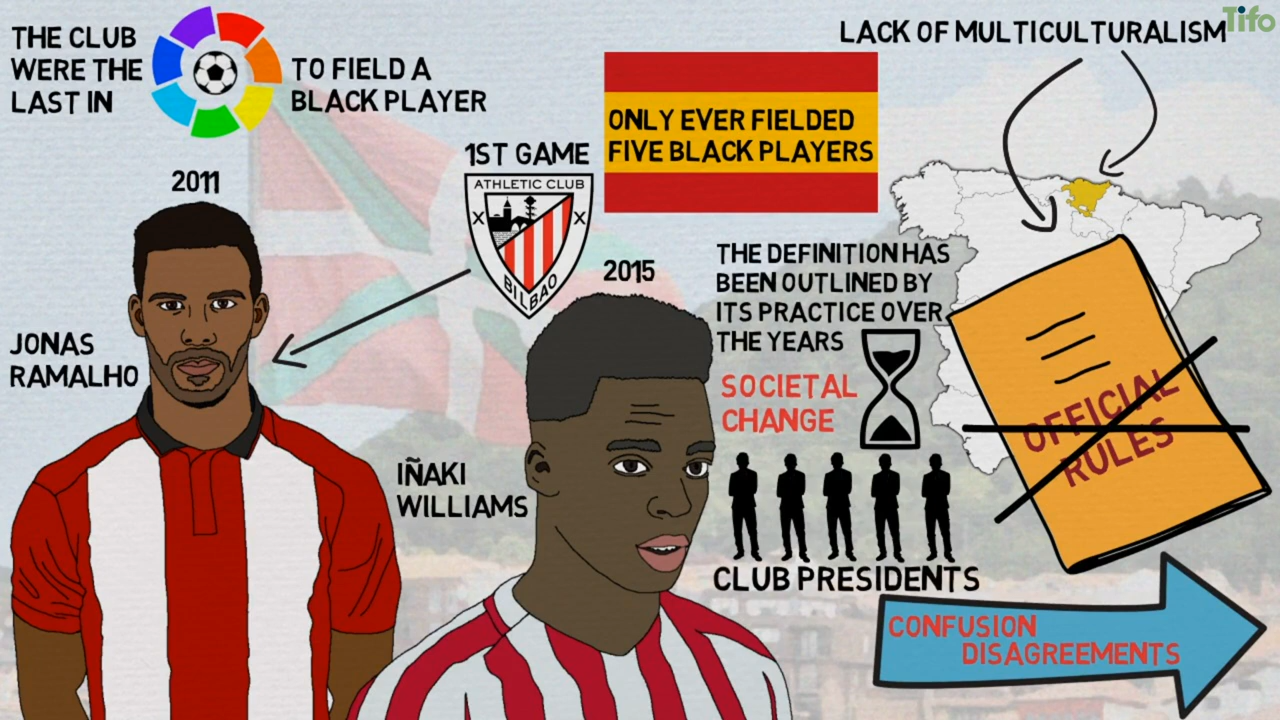 THE CLUB
WERE THE
LAST IN
TO FIELD A
BLACK PLAYER
2011
JONAS
RAMALHO
1ST GAME
ATHLETIC CLUB
BILBAO
IÑAKI
WILLIAMS
2015
ONLY EVER FIELDED
FIVE BLACK PLAYERS
LACK OF MULTICULTURALISM
Tifo
THE DEFINITION HAS
BEEN OUTLINED BY
ITS PRACTICE OVER
THE YEARS
SOCIETAL
CHANGE
CLUB PRESIDENTS
OFFICIAL
RULES
CONFUSION
DISAGREEMENTS